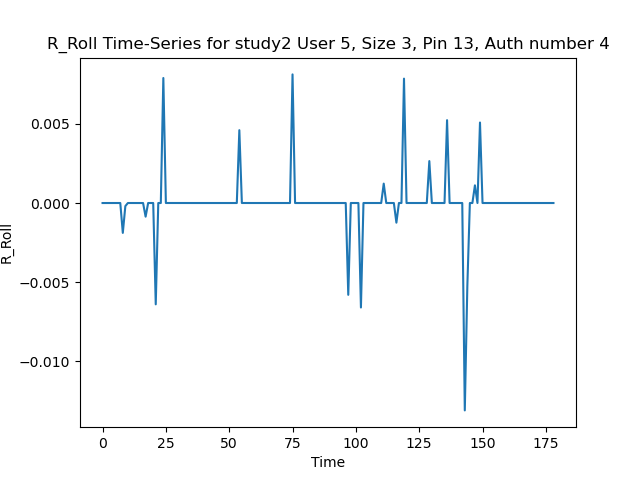 R_Roll Time-Series for study2 User 5, Size 3, Pin 13, Auth number 4
0.005
0.000
−0.005
−0.010
R_Roll
0 25 50 75 100 125 150 175
Time